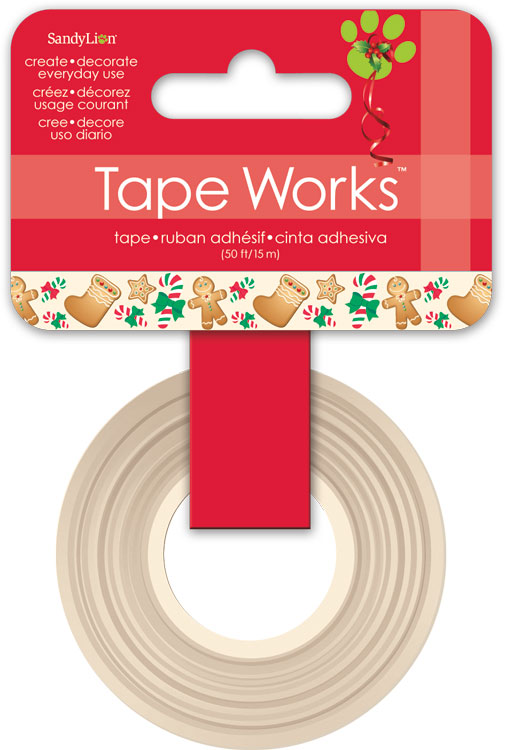 SandyLion
create•decorate
everyday use
créez•décorez
usage courant
cree•decore
uso diario
Tape Works™
tape•ruban adhésif•cinta adhesiva
(50 ft/15 m)